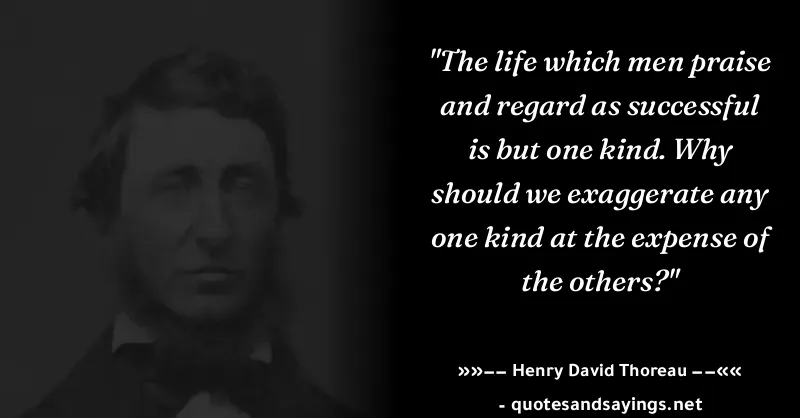 "The life which men praise
and regard as successful
is but one kind. Why
should we exaggerate any
one kind at the expense of
the others?"
»»–– Henry David Thoreau ––««
- quotesandsayings.net